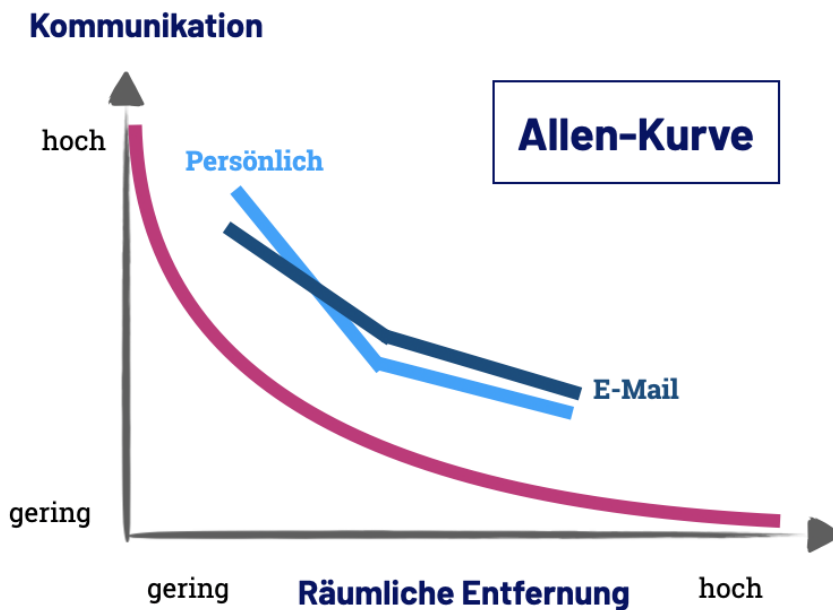 Kommunikation
hoch
Allen-Kurve
Persönlich
E-Mail
gering
gering
Räumliche Entfernung
hoch